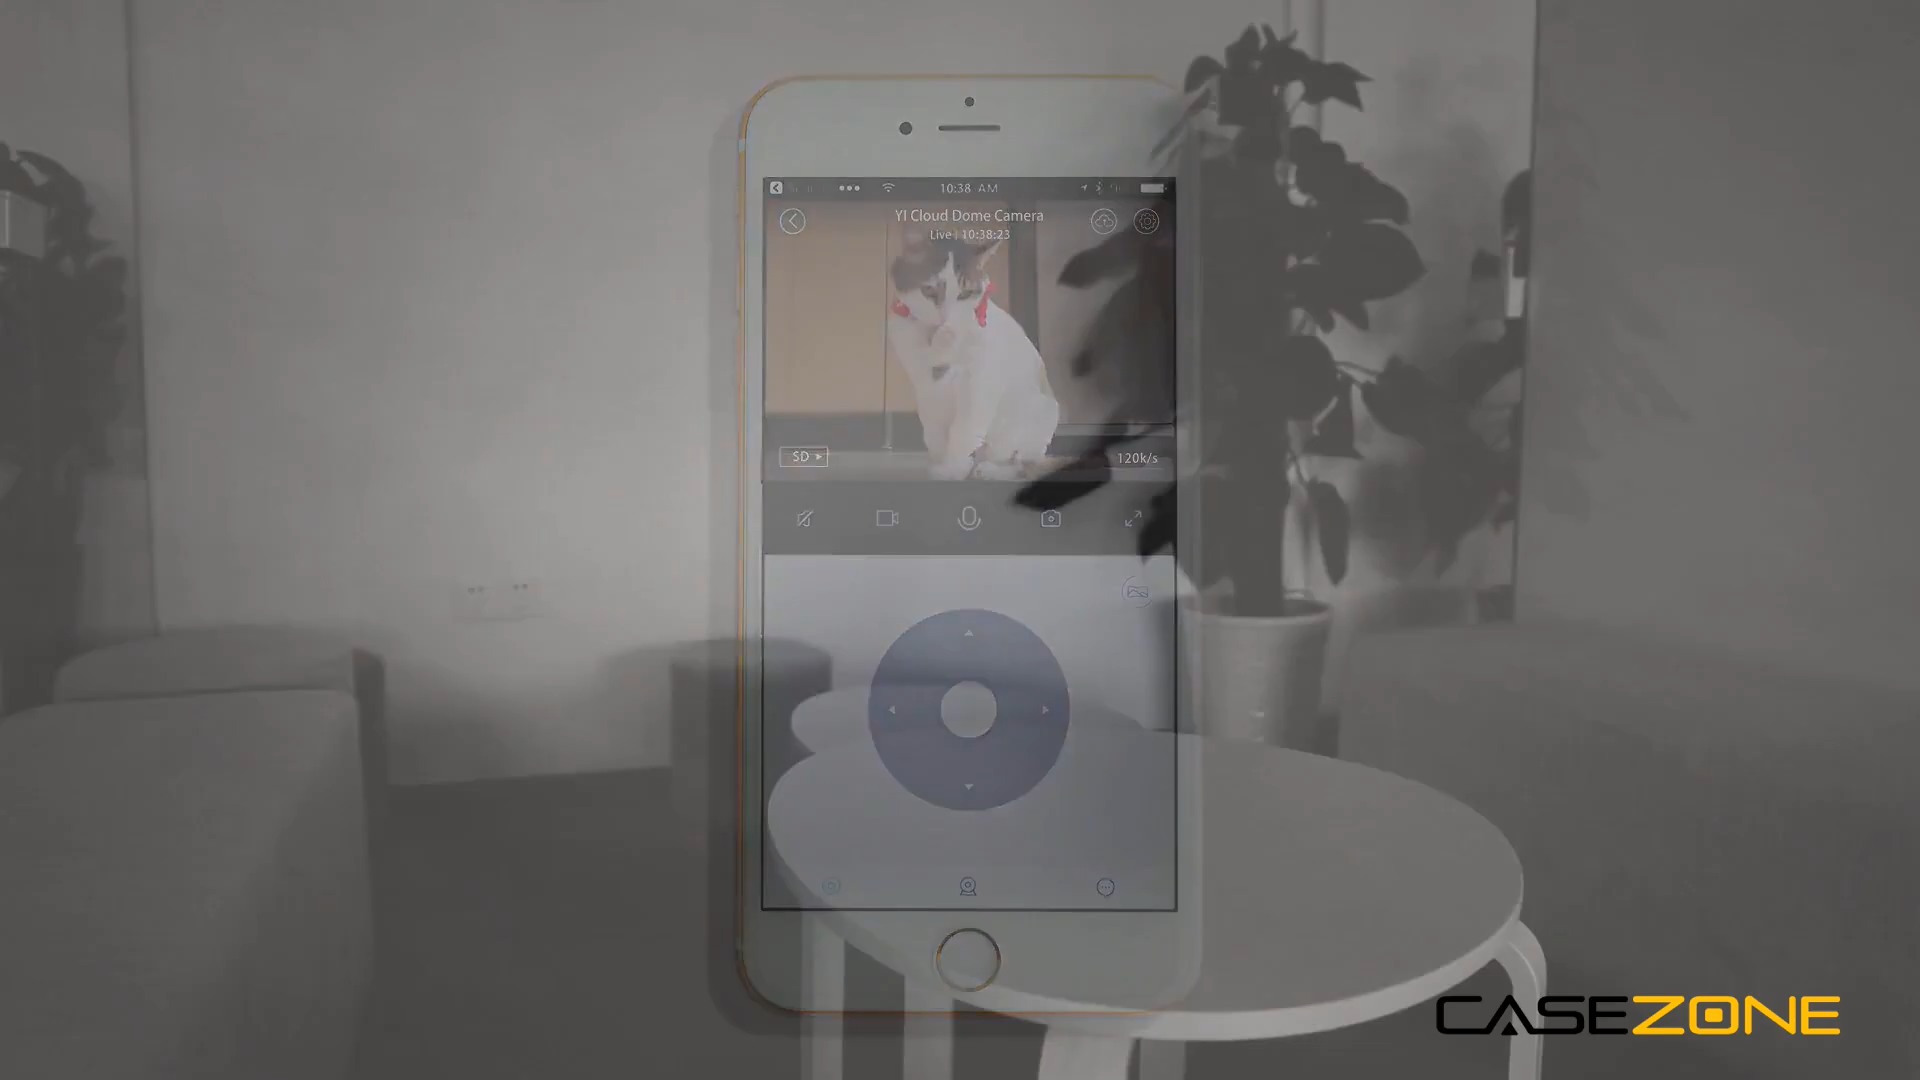 10:38 AM
YI Cloud Dome Camera
Live | 10:38:23
SD
120k/s
CASEZONE